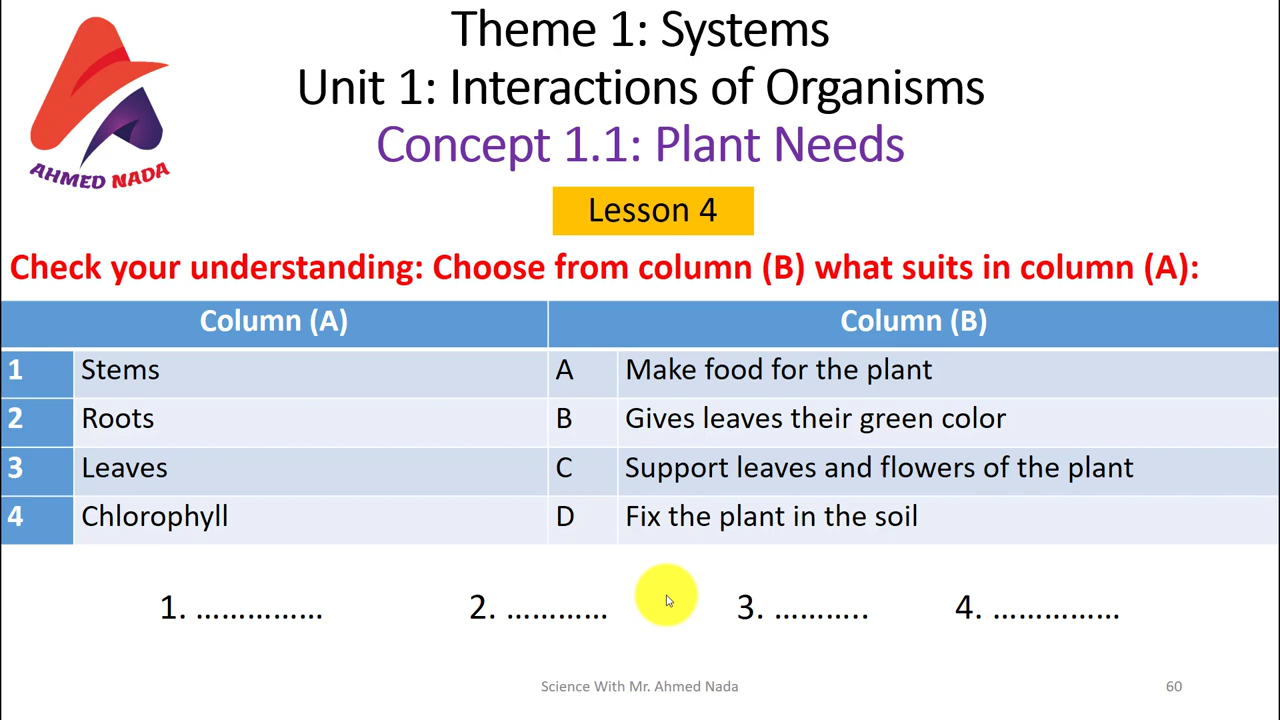 AHMED NADA
Theme 1: Systems
Unit 1: Interactions of Organisms
Concept 1.1: Plant Needs
Lesson 4
Check your understanding: Choose from column (B) what suits in column (A):
Column (A) Column (B)
1 Stems A Make food for the plant
2 Roots B Gives leaves their green color
3 Leaves C Support leaves and flowers of the plant
4 Chlorophyll D Fix the plant in the soil
1. …………… 2. ………… 3. ……….. 4. ……………
Science With Mr. Ahmed Nada 60